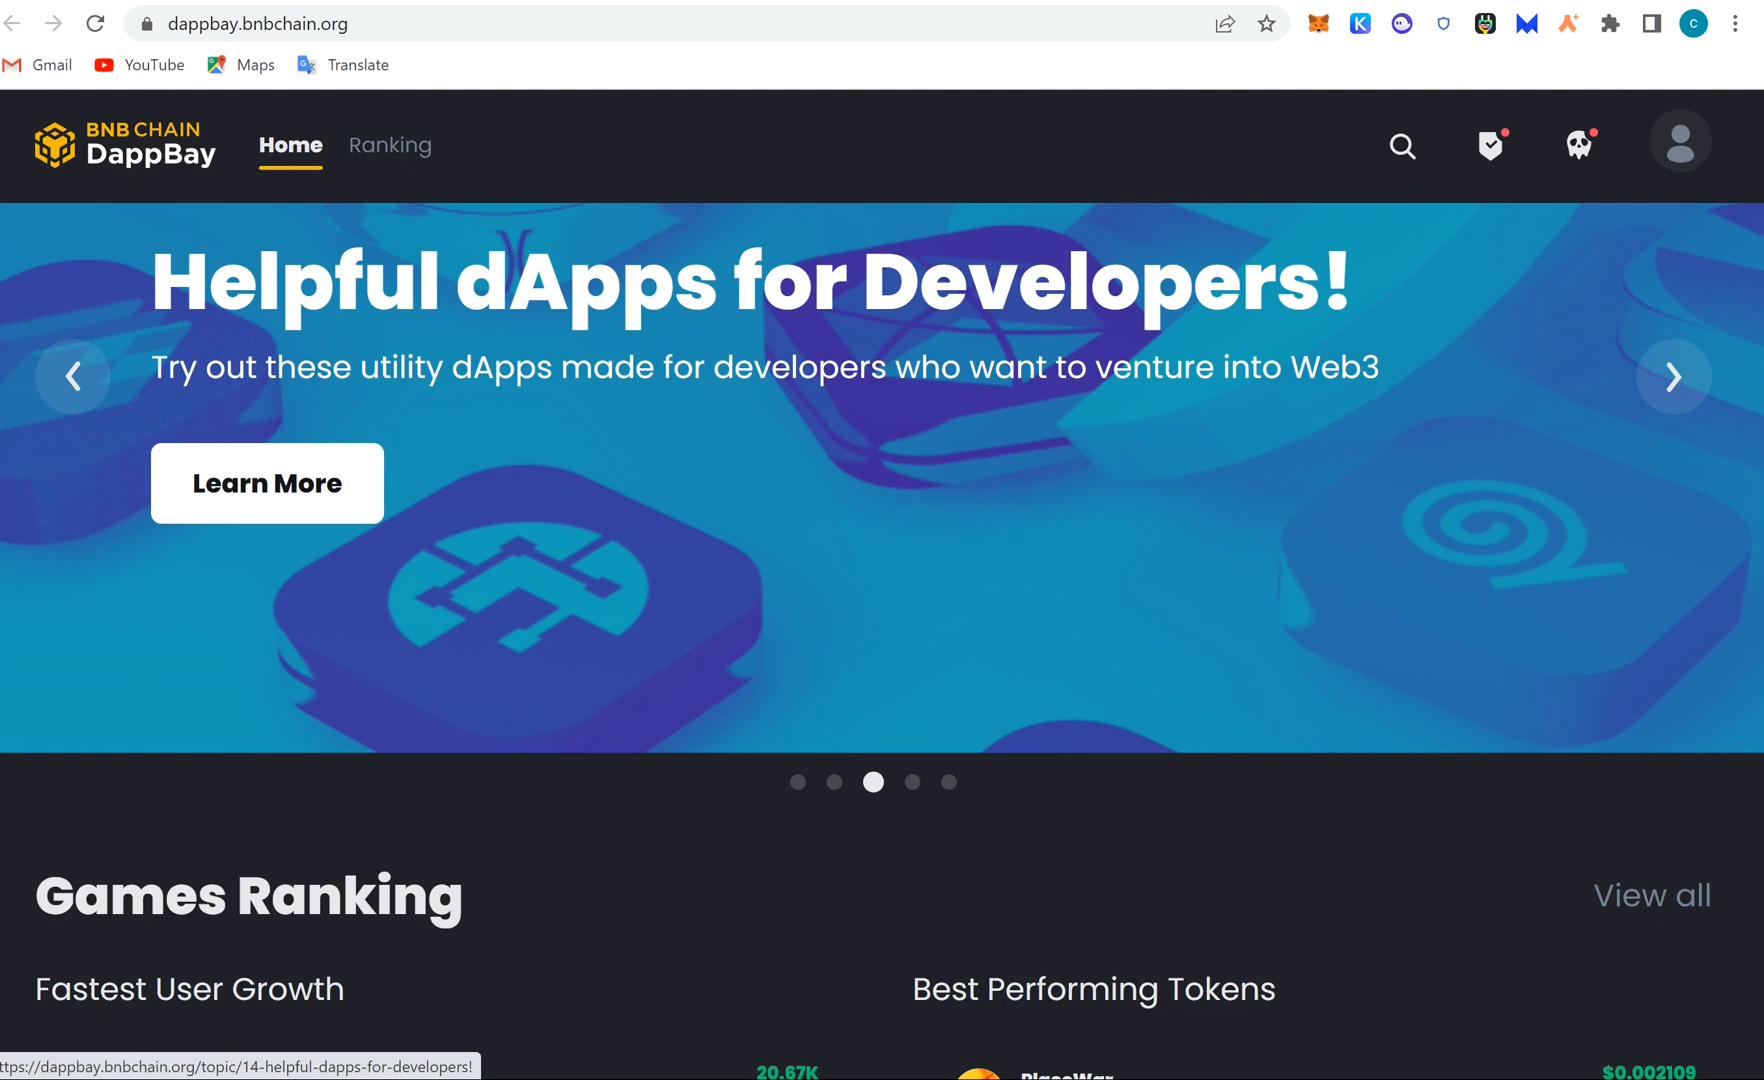 dappbay.bnbchain.org
C
Gmail YouTube Maps Translate
BNB CHAIN
DappBay
Home Ranking
Helpful dApps for Developers!
Try out these utility dApps made for developers who want to venture into Web3
Learn More
Games Ranking
View all
Fastest User Growth
Best Performing Tokens
ttps://dappbay.bnbchain.org/topic/14-helpful-dapps-for-developers!
20.67K
PlaceWar
$0.002109